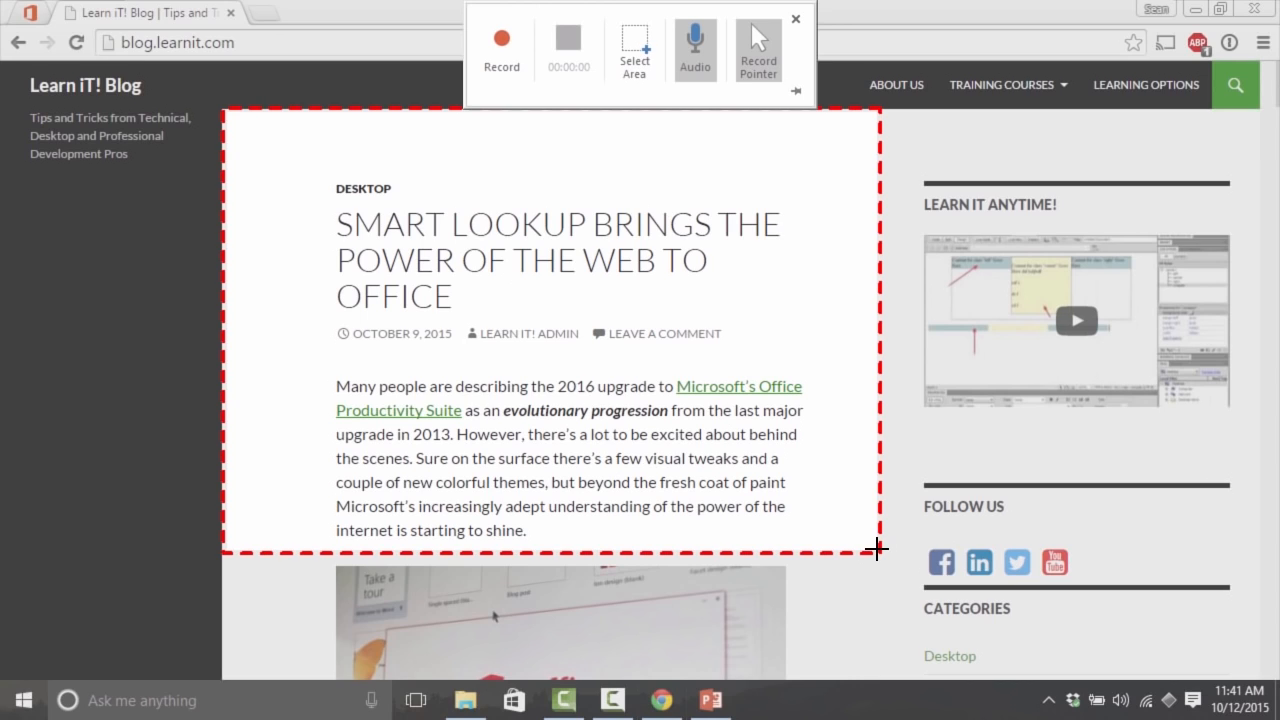 Learn iT! Blog | Tips and T
Sean
blog.learnit.com
ABP
1
Record
00:00:00
Select
Area
Audio
Record
Pointer
Learn iT! Blog
ABOUT US
TRAINING COURSES
LEARNING OPTIONS
Tips and Tricks from Technical,
Desktop and Professional
Development Pros
DESKTOP
SMART LOOKUP BRINGS THE
POWER OF THE WEB TO
OFFICE
OCTOBER 9, 2015
LEARN IT! ADMIN
LEAVE A COMMENT
Many people are describing the 2016 upgrade to Microsoft's Office
Productivity Suite as an evolutionary progression from the last major
upgrade in 2013. However, there's a lot to be excited about behind
the scenes. Sure on the surface there's a few visual tweaks and a
couple of new colorful themes, but beyond the fresh coat of paint
Microsoft's increasingly adept understanding of the power of the
internet is starting to shine.
Take a
tour
Blog post
LEARN IT ANYTIME!
FOLLOW US
You
Tube
CATEGORIES
Desktop
Ask me anything
11:41 AM
10/12/2015